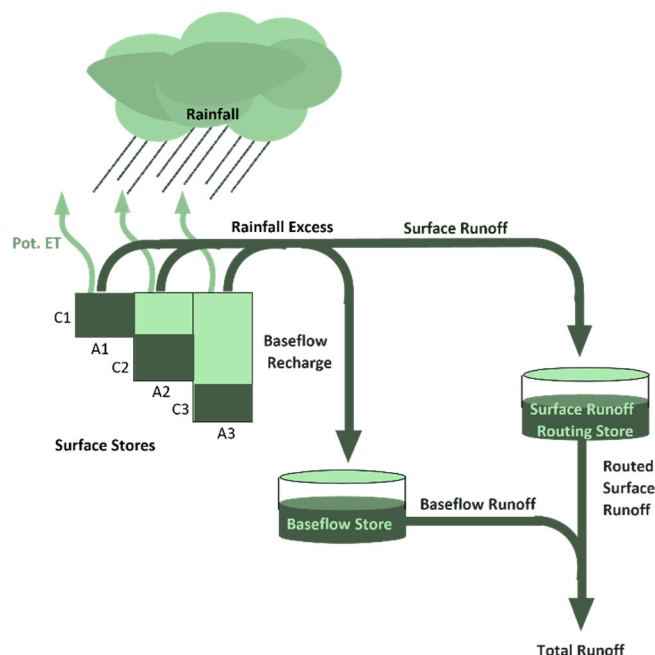 Rainfall
Pot. ET
Rainfall Excess
Surface Runoff
C1
A1
C2
A2
C3
A3
Baseflow
Recharge
Surface Stores
Surface Runoff
Routing Store
Routed
Surface
Runoff
Baseflow Store
Baseflow Runoff
Total Runoff